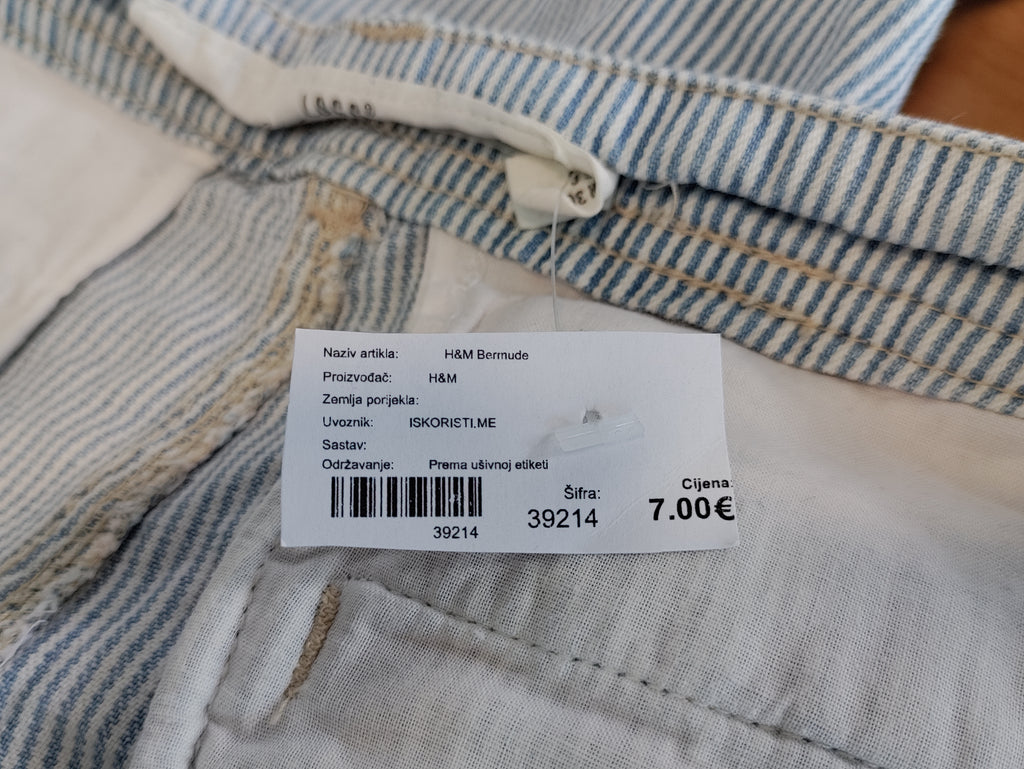 Naziv artikla: H&M Bermude
Proizvođač: H&M
Zemlja porijekla:
Uvoznik: ISKORISTI.ME
Sastav:
Održavanje: Prema ušivnoj etiketi
Šifra: Cijena:
39214 39214 7.00€